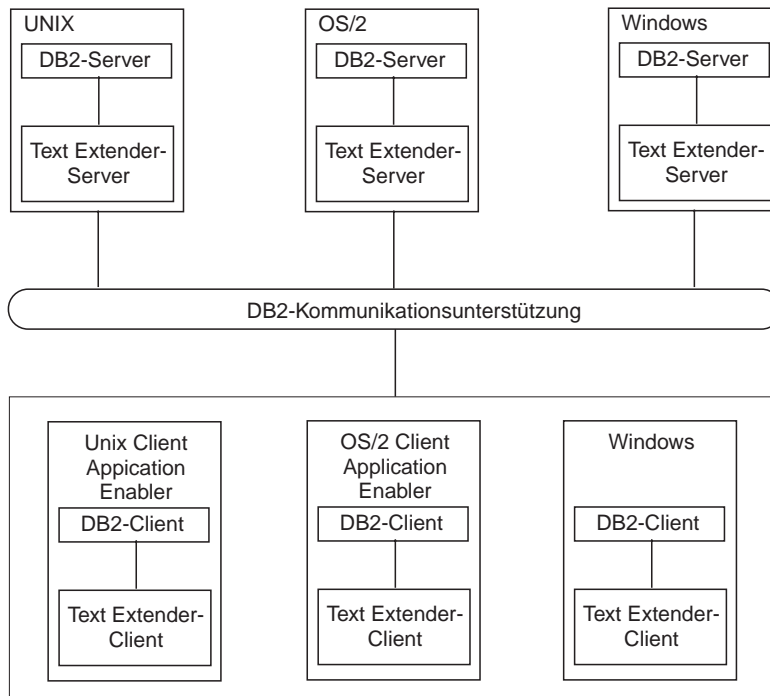 UNIX
DB2-Server
Text Extender-
Server
OS/2
DB2-Server
Text Extender-
Server
Windows
DB2-Server
Text Extender-
Server
DB2-Kommunikationsunterstützung
Unix Client
Appication
Enabler
DB2-Client
Text Extender-
Client
OS/2 Client
Application
Enabler
DB2-Client
Text Extender-
Client
Windows
DB2-Client
Text Extender-
Client